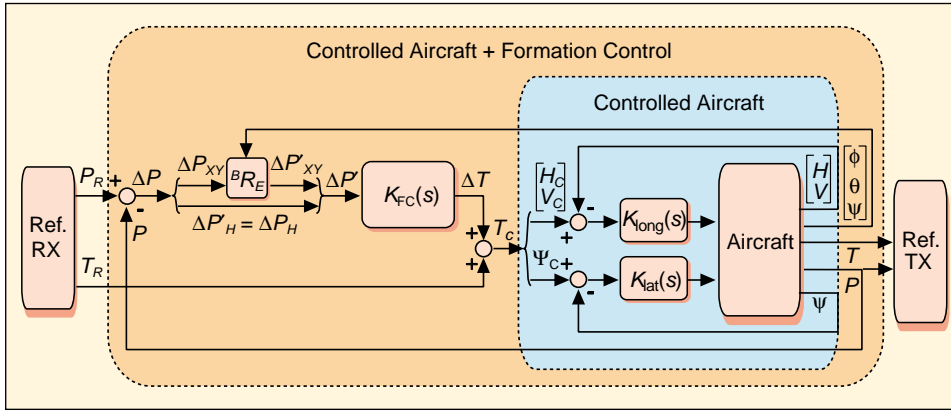 Controlled Aircraft + Formation Control
Controlled Aircraft
Ref.
RX
P_R
+
-
ΔP
P
ΔP_XY
^BR_E
ΔP'_XY
ΔP'_H = ΔP_H
ΔP'
K_FC(s)
ΔT
+
+
T_R
T_c
[H_C
V_C]
Ψ_C
-
+
+
-
K_long(s)
K_lat(s)
Aircraft
[H
V]
[ϕ
θ
ψ]
T
P
ψ
Ref.
TX